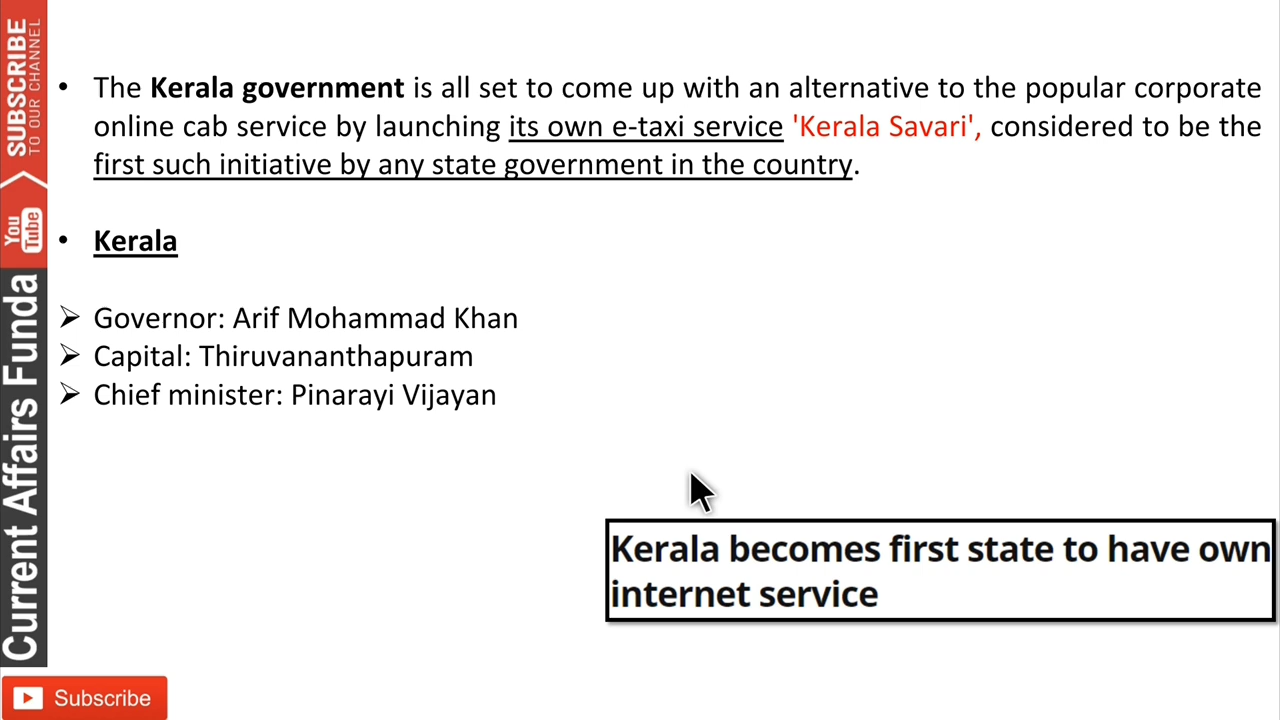 SUBSCRIBE
TO OUR CHANNEL
You
Tube
Current Affairs Funda
• The Kerala government is all set to come up with an alternative to the popular corporate
online cab service by launching its own e-taxi service 'Kerala Savari', considered to be the
first such initiative by any state government in the country.
• Kerala
➢ Governor: Arif Mohammad Khan
➢ Capital: Thiruvananthapuram
➢ Chief minister: Pinarayi Vijayan
Kerala becomes first state to have own
internet service
Subscribe